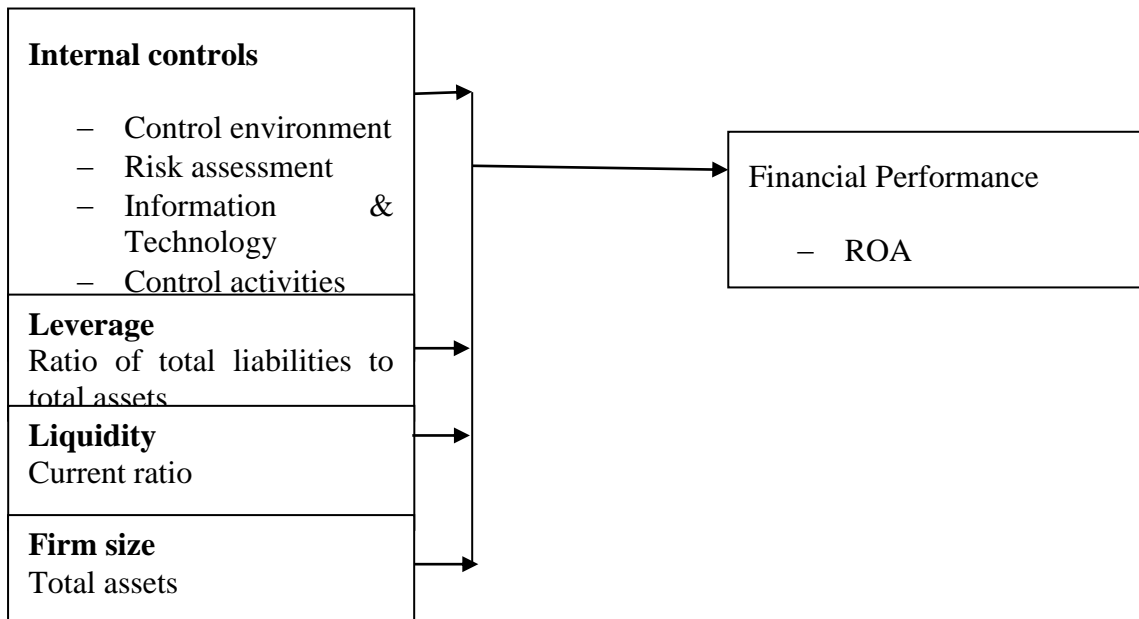 Internal controls
– Control environment
– Risk assessment
– Information &
Technology
– Control activities
Leverage
Ratio of total liabilities to
total assets
Liquidity
Current ratio
Firm size
Total assets
Financial Performance
– ROA